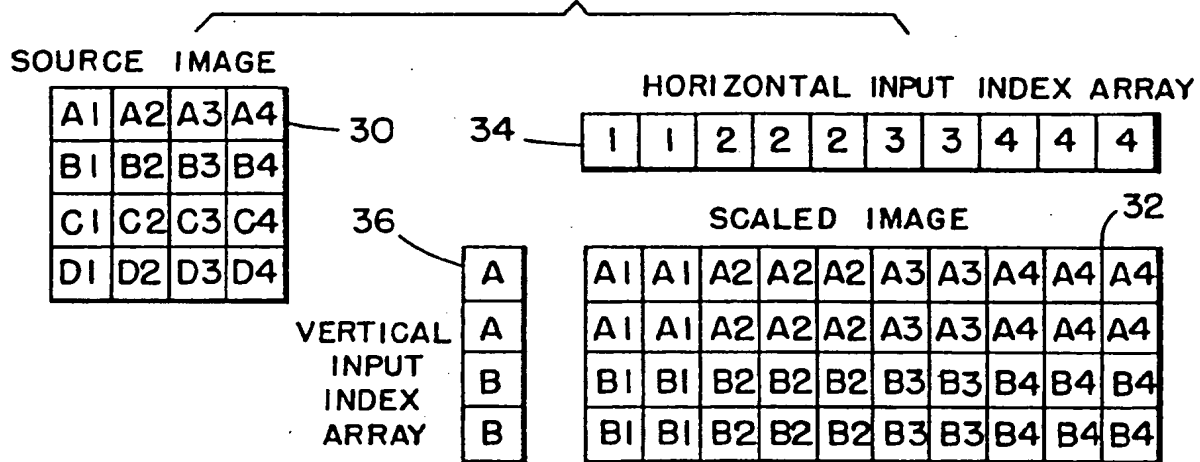 SOURCE IMAGE
A1 A2 A3 A4
B1 B2 B3 B4
C1 C2 C3 C4
D1 D2 D3 D4
30
HORIZONTAL INPUT INDEX ARRAY
34
1 1 2 2 2 3 3 4 4 4
36
VERTICAL
INPUT
INDEX
ARRAY
A
A
B
B
SCALED IMAGE
32
A1 A1 A2 A2 A2 A3 A3 A4 A4 A4
A1 A1 A2 A2 A2 A3 A3 A4 A4 A4
B1 B1 B2 B2 B2 B3 B3 B4 B4 B4
B1 B1 B2 B2 B2 B3 B3 B4 B4 B4